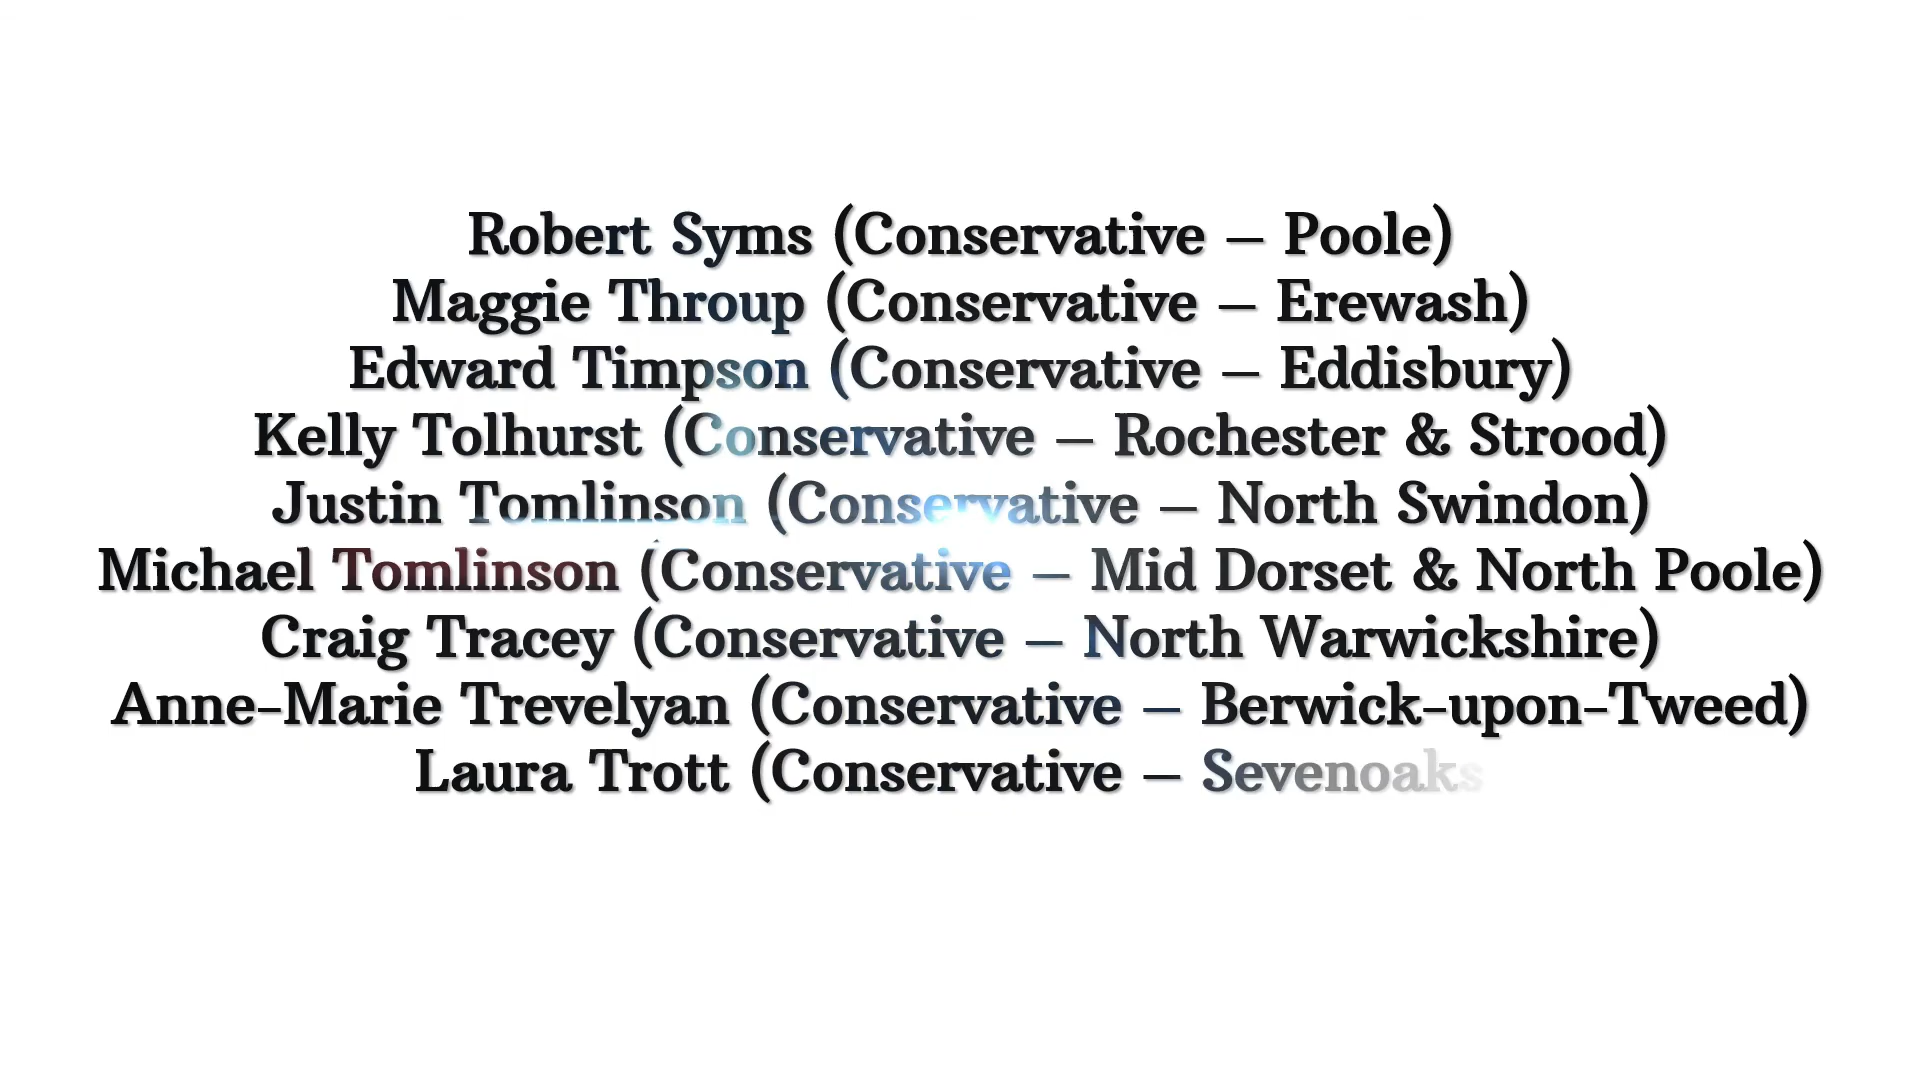 Robert Syms (Conservative – Poole)
Maggie Throup (Conservative – Erewash)
Edward Timpson (Conservative – Eddisbury)
Kelly Tolhurst (Conservative – Rochester & Strood)
Justin Tomlinson (Conservative – North Swindon)
Michael Tomlinson (Conservative – Mid Dorset & North Poole)
Craig Tracey (Conservative – North Warwickshire)
Anne-Marie Trevelyan (Conservative – Berwick-upon-Tweed)
Laura Trott (Conservative – Sevenoaks